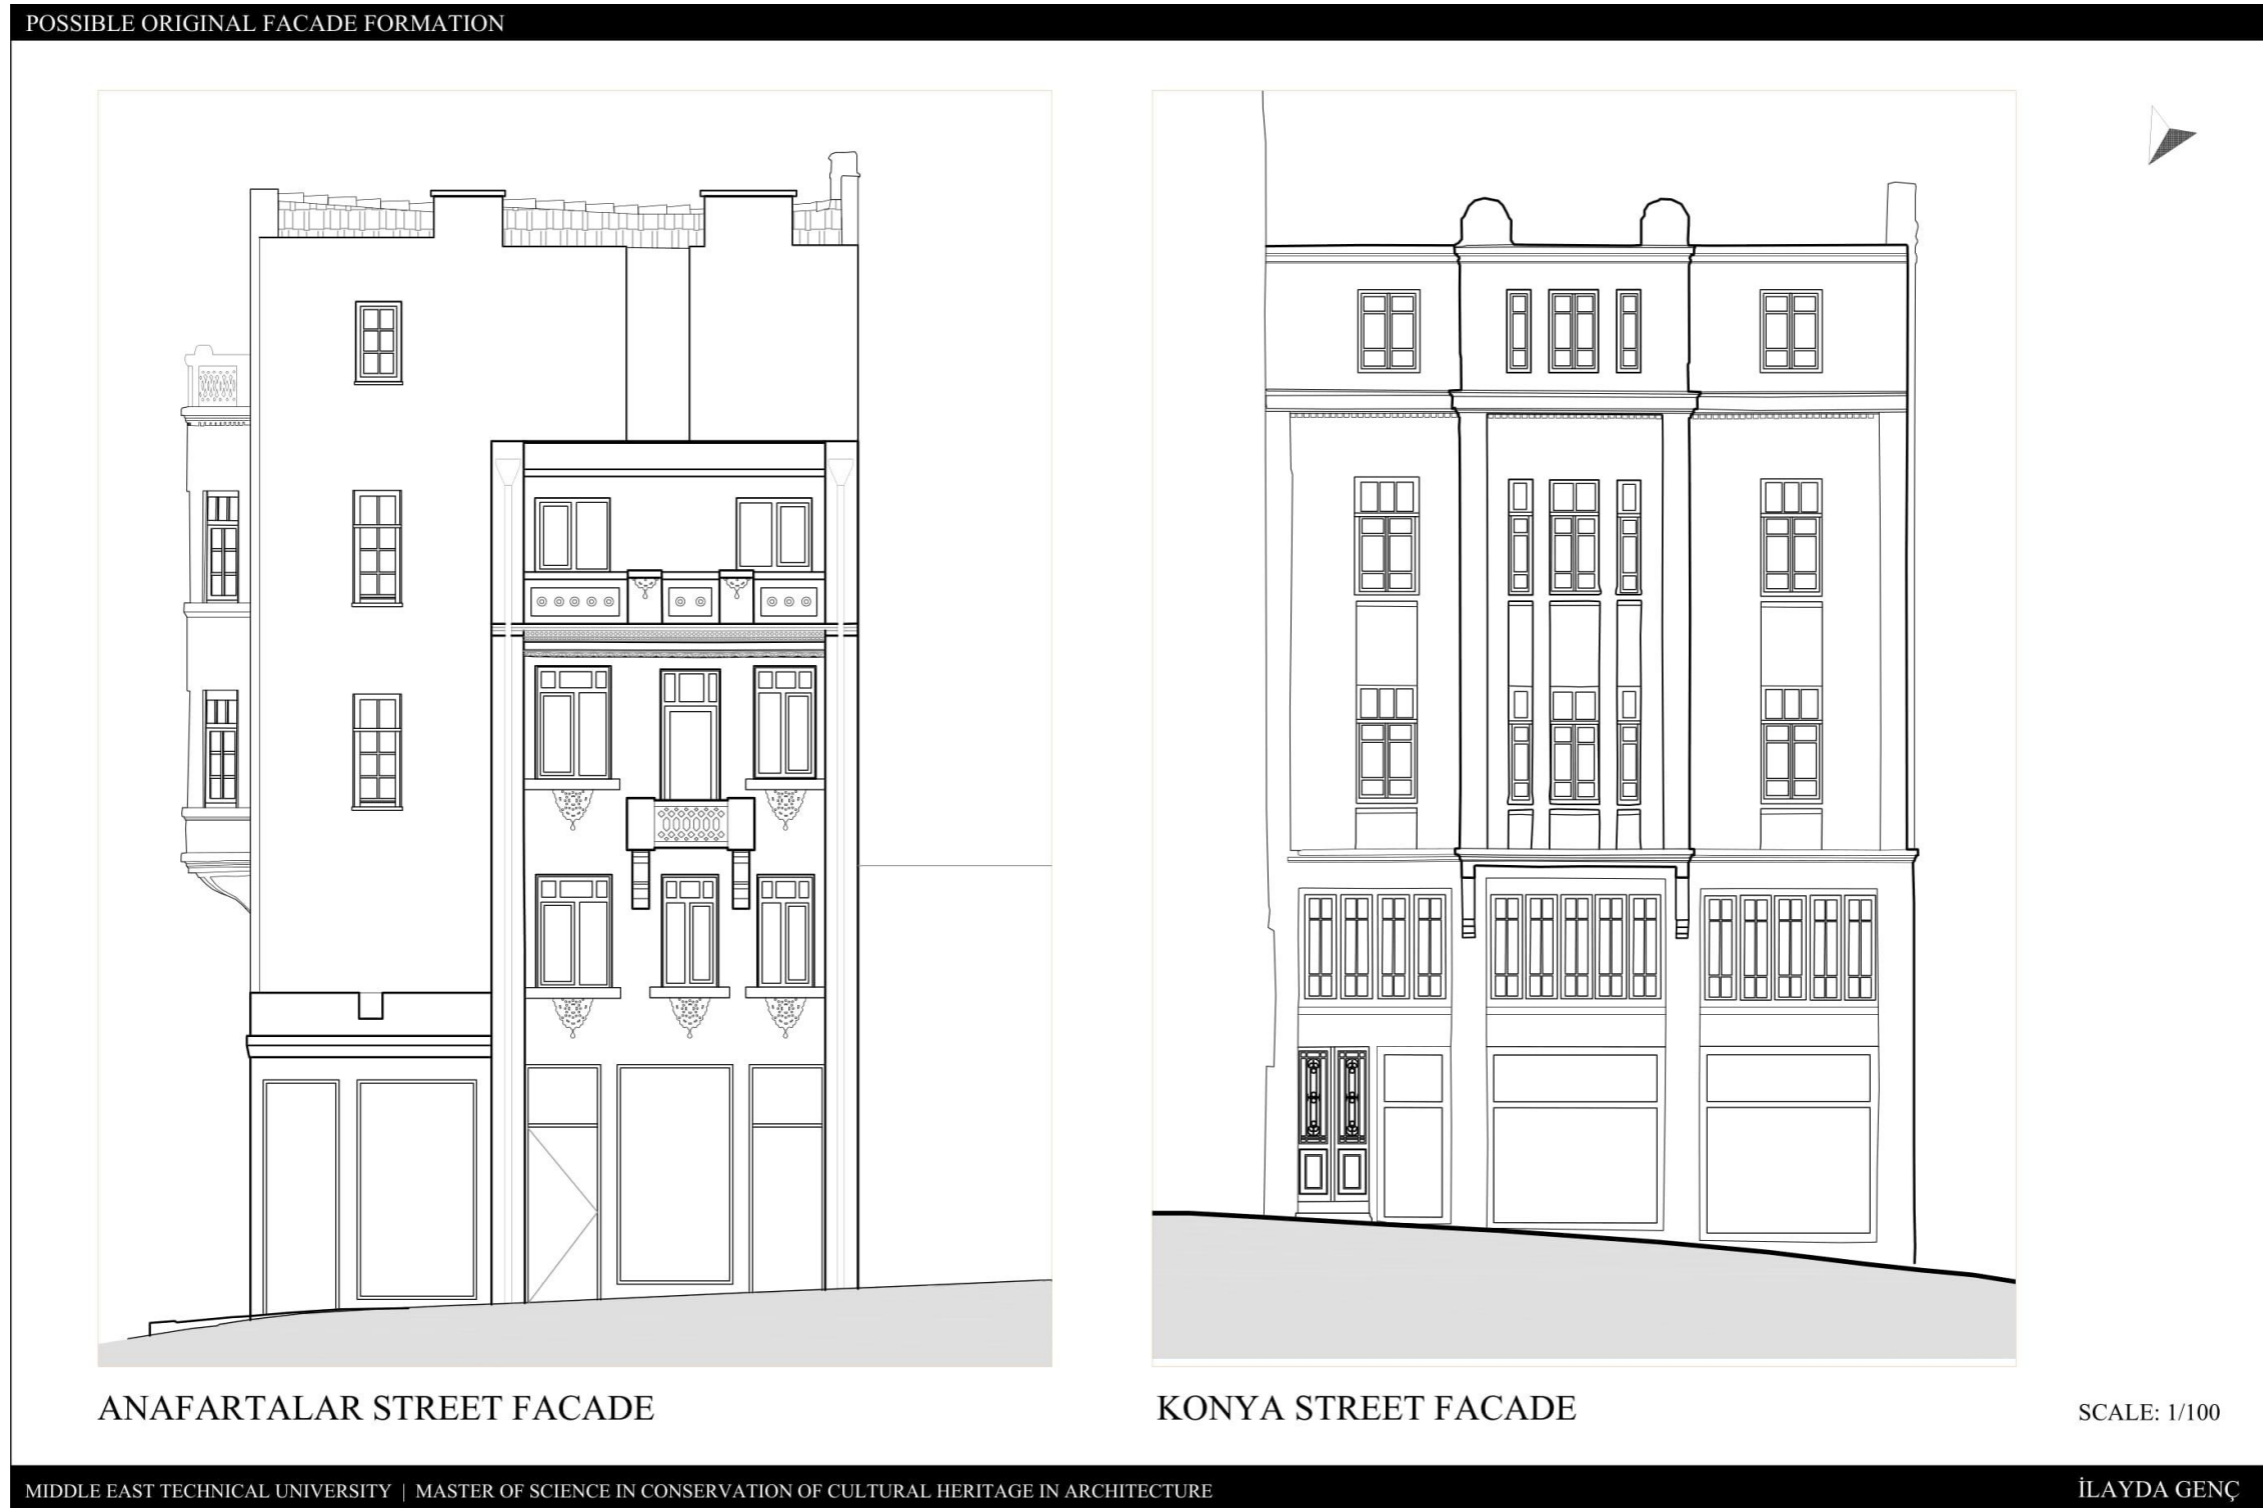 POSSIBLE ORIGINAL FACADE FORMATION
ANAFARTALAR STREET FACADE
KONYA STREET FACADE
SCALE: 1/100
MIDDLE EAST TECHNICAL UNIVERSITY | MASTER OF SCIENCE IN CONSERVATION OF CULTURAL HERITAGE IN ARCHITECTURE
İLAYDA GENÇ